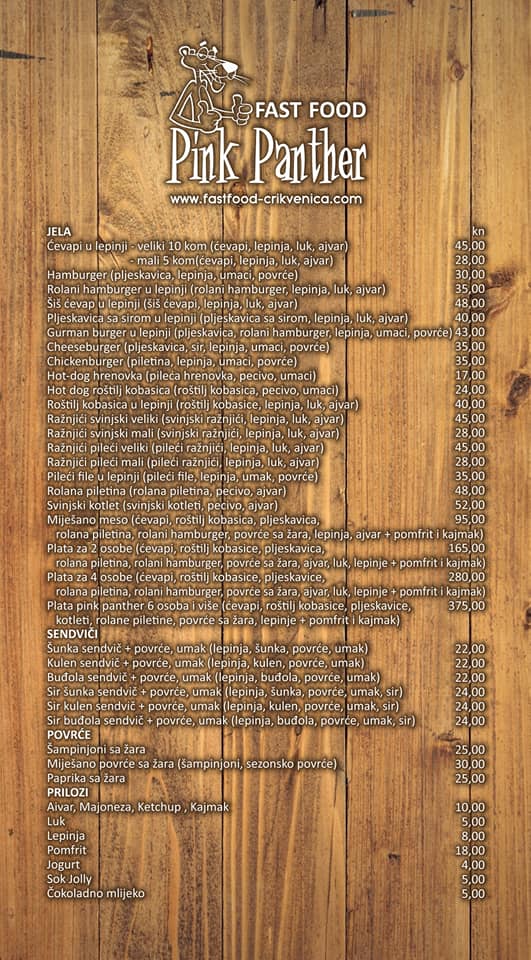 FAST FOOD
Pink Panther
www.fastfood-crikvenica.com
JELA kn
Ćevapi u lepinji - veliki 10 kom (ćevapi, lepinja, luk, ajvar) 45,00
- mali 5 kom(ćevapi, lepinja, luk, ajvar) 28,00
Hamburger (pljeskavica, lepinja, umaci, povrće) 30,00
Rolani hamburger u lepinji (rolani hamburger, lepinja, luk, ajvar) 35,00
Šiš ćevap u lepinji (šiš ćevapi, lepinja, luk, ajvar) 48,00
Pljeskavica sa sirom u lepinji (pljeskavica sa sirom, lepinja, luk, ajvar) 40,00
Gurman burger u lepinji (pljeskavica, rolani hamburger, lepinja, umaci, povrće) 43,00
Cheeseburger (pljeskavica, sir, lepinja, umaci, povrće) 35,00
Chickenburger (piletina, lepinja, umaci, povrće) 35,00
Hot-dog hrenovka (pileća hrenovka, pecivo, umaci) 17,00
Hot dog roštilj kobasica (roštilj kobasica, pecivo, umaci) 24,00
Roštilj kobasica u lepinji (roštilj kobasice, lepinja, luk, ajvar) 40,00
Ražnjići svinjski veliki (svinjski ražnjići, lepinja, luk, ajvar) 45,00
Ražnjići svinjski mali (svinjski ražnjići, lepinja, luk, ajvar) 28,00
Ražnjići pileći veliki (pileći ražnjići, lepinja, luk, ajvar) 45,00
Ražnjići pileći mali (pileći ražnjići, lepinja, luk, ajvar) 28,00
Pileći file u lepinji (pileći file, lepinja, umak, povrće) 35,00
Rolana piletina (rolana piletina, pecivo, ajvar) 48,00
Svinjski kotlet (svinjski kotleti, pecivo, ajvar) 52,00
Miješano meso (ćevapi, roštilj kobasica, pljeskavica, 95,00
rolana piletina, rolani hamburger, povrće sa žara, lepinja, ajvar + pomfrit i kajmak)
Plata za 2 osobe (ćevapi, roštilj kobasice, pljeskavica, 165,00
rolana piletina, rolani hamburger, povrće sa žara, ajvar, luk, lepinje + pomfrit i kajmak)
Plata za 4 osobe (ćevapi, roštilj kobasice, pljeskavice, 280,00
rolana piletina, rolani hamburger, povrće sa žara, ajvar, luk, lepinje + pomfrit i kajmak)
Plata pink panther 6 osoba i više (ćevapi, roštilj kobasice, pljeskavice, 375,00
kotleti, rolane piletine, povrće sa žara, lepinje + pomfrit i kajmak)
SENDVIČI
Šunka sendvič + povrće, umak (lepinja, šunka, povrće, umak) 22,00
Kulen sendvič + povrće, umak (lepinja, kulen, povrće, umak) 22,00
Buđola sendvič + povrće, umak (lepinja, buđola, povrće, umak) 22,00
Sir šunka sendvič + povrće, umak (lepinja, šunka, povrće, umak, sir) 24,00
Sir kulen sendvič + povrće, umak (lepinja, kulen, povrće, umak, sir) 24,00
Sir buđola sendvič + povrće, umak (lepinja, buđola, povrće, umak, sir) 24,00
POVRĆE
Šampinjoni sa žara 25,00
Miješano povrće sa žara (šampinjoni, sezonsko povrće) 30,00
Paprika sa žara 25,00
PRILOZI
Aivar, Majoneza, Ketchup , Kajmak 10,00
Luk 5,00
Lepinja 8,00
Pomfrit 18,00
Jogurt 4,00
Sok Jolly 5,00
Čokoladno mlijeko 5,00